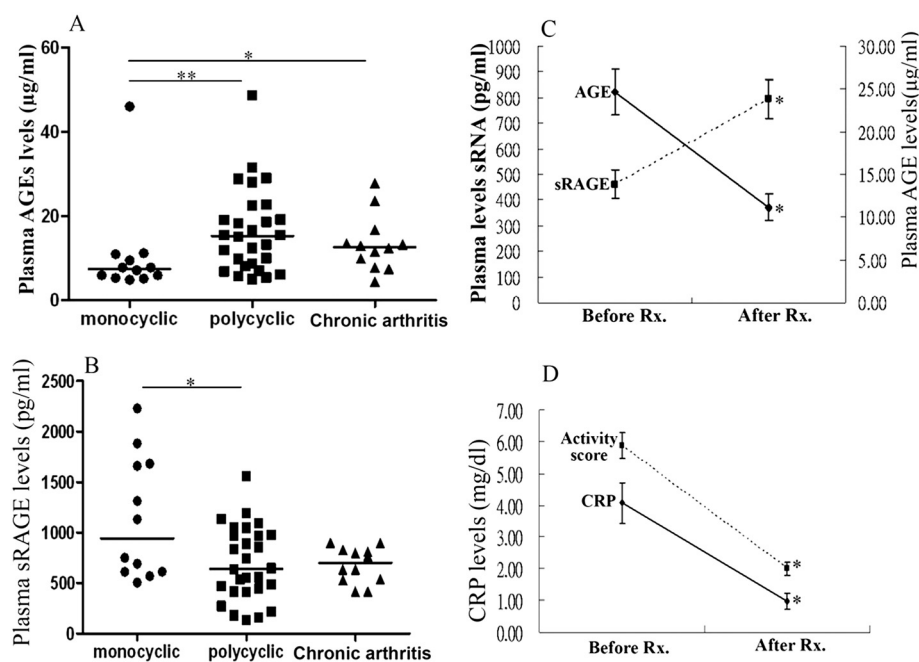 A
Plasma AGEs lvels (µg/ml)
60
40
20
0
*
**
monocyclic polycyclic Chronic arthritis
B
Plasma sRAGE levels (pg/ml)
2500
2000
1500
1000
500
0
*
monocyclic polycyclic Chronic arthritis
C
Plasma levels sRNA (pg/ml)
1000
900
800
700
600
500
400
300
200
100
0
AGE
sRAGE
*
*
30.00
25.00
20.00
15.00
10.00
5.00
0.00
Plasma AGE levels(µg/ml)
Before Rx. After Rx.
D
CRP levels (mg/dl)
7.00
6.00
5.00
4.00
3.00
2.00
1.00
0.00
Activity
score
CRP
*
*
Before Rx. After Rx.